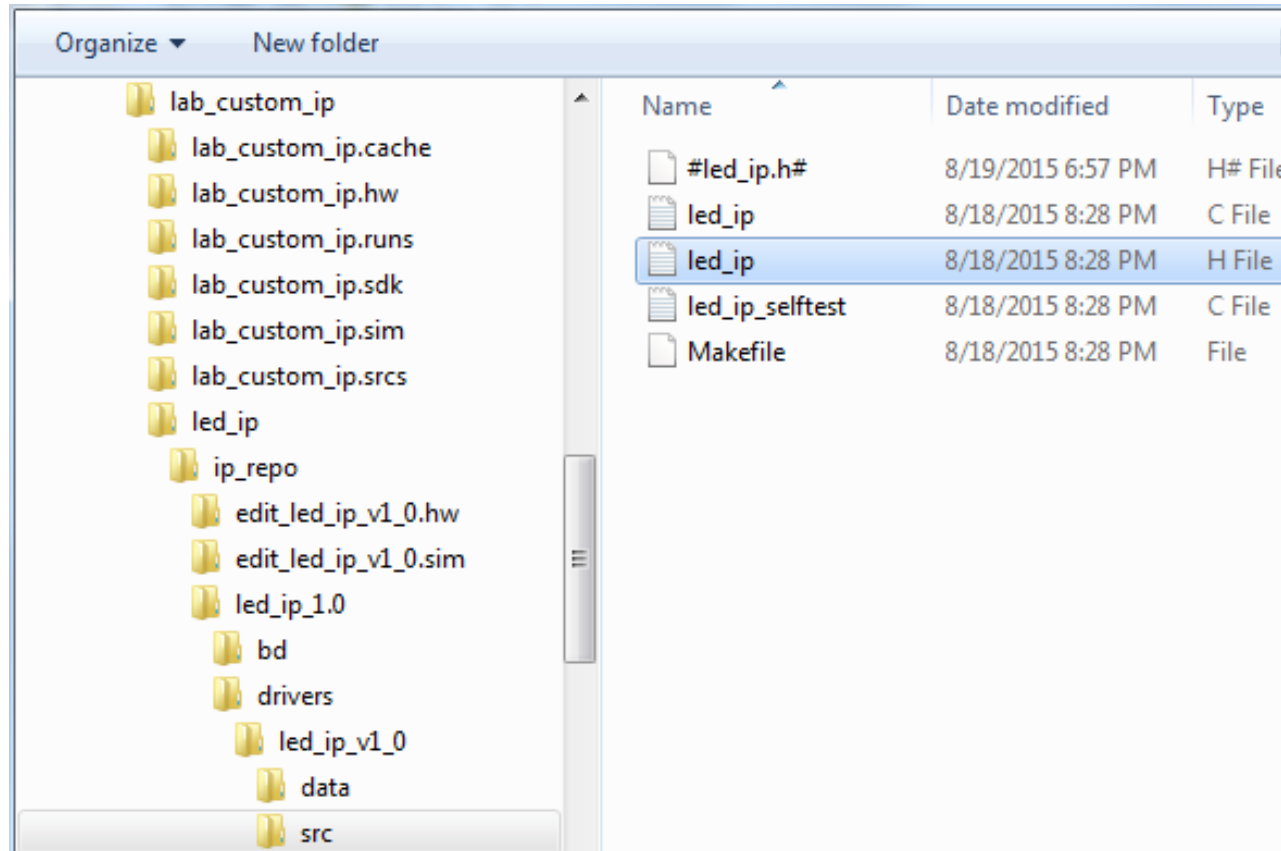 Organize New folder
lab_custom_ip
lab_custom_ip.cache
lab_custom_ip.hw
lab_custom_ip.runs
lab_custom_ip.sdk
lab_custom_ip.sim
lab_custom_ip.srcs
led_ip
ip_repo
edit_led_ip_v1_0.hw
edit_led_ip_v1_0.sim
led_ip_1.0
bd
drivers
led_ip_v1_0
data
src
Name Date modified Type
#led_ip.h# 8/19/2015 6:57 PM H# File
led_ip 8/18/2015 8:28 PM C File
led_ip 8/18/2015 8:28 PM H File
led_ip_selftest 8/18/2015 8:28 PM C File
Makefile 8/18/2015 8:28 PM File